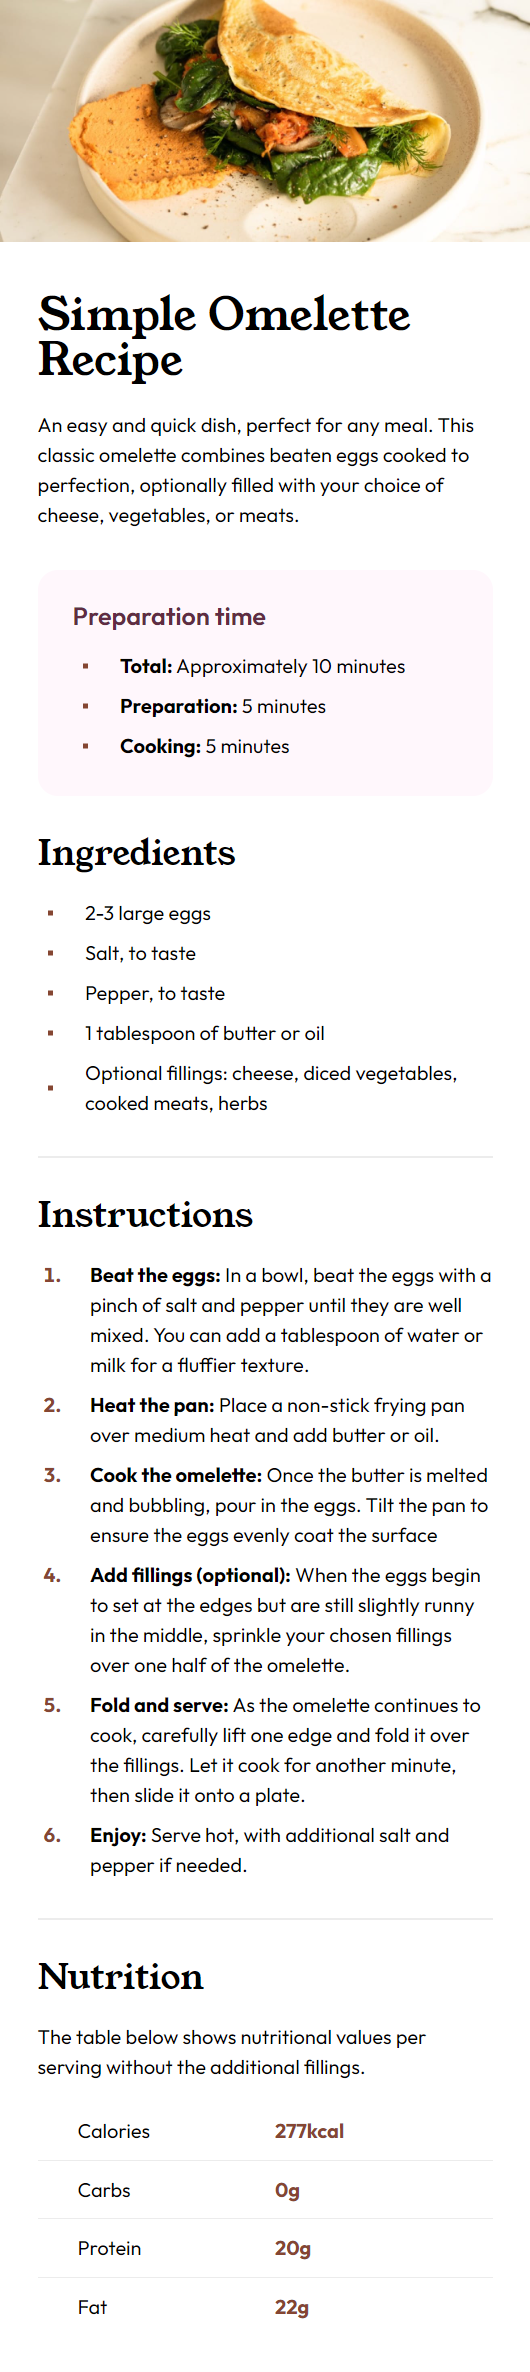 Simple Omelette
Recipe
An easy and quick dish, perfect for any meal. This
classic omelette combines beaten eggs cooked to
perfection, optionally filled with your choice of
cheese, vegetables, or meats.
Preparation time
Total: Approximately 10 minutes
Preparation: 5 minutes
Cooking: 5 minutes
Ingredients
2-3 large eggs
Salt, to taste
Pepper, to taste
1 tablespoon of butter or oil
Optional fillings: cheese, diced vegetables,
cooked meats, herbs
Instructions
1. Beat the eggs: In a bowl, beat the eggs with a
pinch of salt and pepper until they are well
mixed. You can add a tablespoon of water or
milk for a fluffier texture.
2. Heat the pan: Place a non-stick frying pan
over medium heat and add butter or oil.
3. Cook the omelette: Once the butter is melted
and bubbling, pour in the eggs. Tilt the pan to
ensure the eggs evenly coat the surface
4. Add fillings (optional): When the eggs begin
to set at the edges but are still slightly runny
in the middle, sprinkle your chosen fillings
over one half of the omelette.
5. Fold and serve: As the omelette continues to
cook, carefully lift one edge and fold it over
the fillings. Let it cook for another minute,
then slide it onto a plate.
6. Enjoy: Serve hot, with additional salt and
pepper if needed.
Nutrition
The table below shows nutritional values per
serving without the additional fillings.
Calories 277kcal
Carbs 0g
Protein 20g
Fat 22g